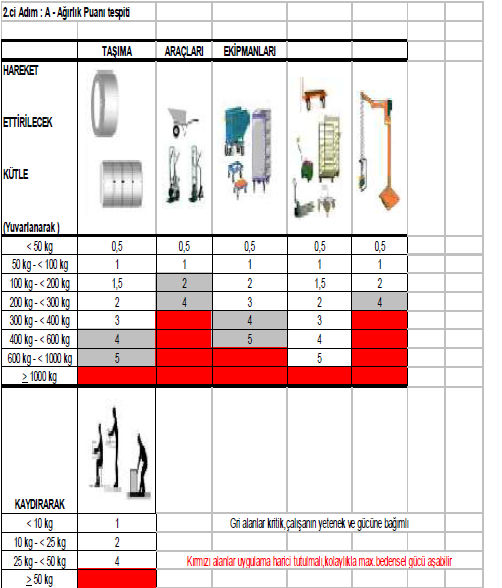 2.ci Adım : A - Ağırlık Puanı tespiti
TAŞIMA ARAÇLARI EKİPMANLARI
HAREKET
ETTİRİLECEK
KÜTLE
(Yuvarlanarak )
< 50 kg 0,5 0,5 0,5 0,5 0,5
50 kg - < 100 kg 1 1 1 1 1
100 kg - < 200 kg 1,5 2 2 1,5 2
200 kg - < 300 kg 2 4 3 2 4
300 kg - < 400 kg 3 4 3
400 kg - < 600 kg 4 5 4
600 kg - < 1000 kg 5 5
> 1000 kg
KAYDIRARAK
< 10 kg 1 Gri alanlar kritik,çalışanın yetenek ve gücüne bağımlı
10 kg - < 25 kg 2
25 kg - < 50 kg 4 Kırmızı alanlar uygulama harici tutulmalı,kolaylıkla max.bedensel gücü aşabilir
> 50 kg